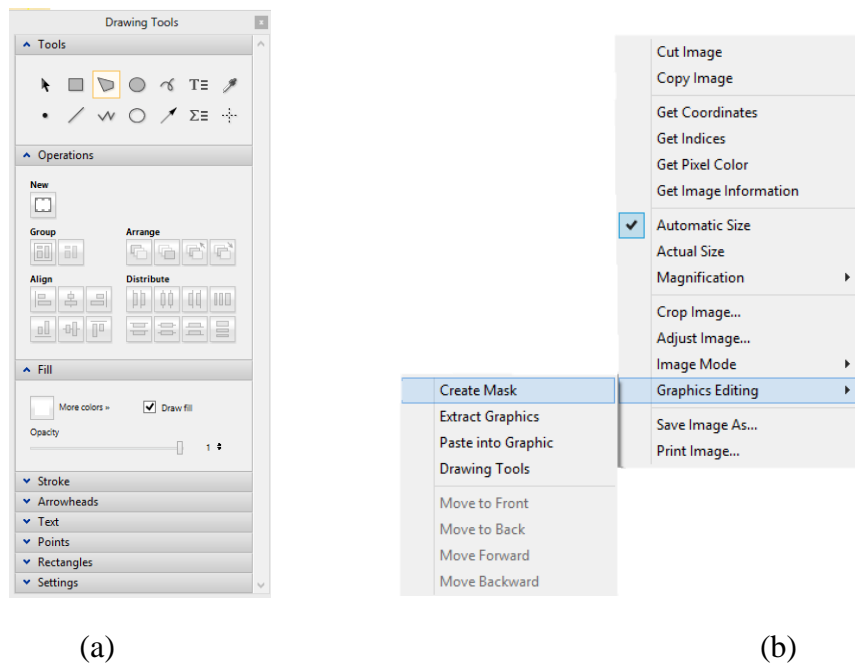 Drawing Tools
x
Tools
T
Σ
Operations
New
Group
Arrange
Align
Distribute
Fill
More colors »
Draw fill
Opacity
1
Stroke
Arrowheads
Text
Points
Rectangles
Settings
(a)
Cut Image
Copy Image
Get Coordinates
Get Indices
Get Pixel Color
Get Image Information
Automatic Size
Actual Size
Magnification
Crop Image...
Adjust Image...
Image Mode
Graphics Editing
Save Image As...
Print Image...
Create Mask
Extract Graphics
Paste into Graphic
Drawing Tools
Move to Front
Move to Back
Move Forward
Move Backward
(b)